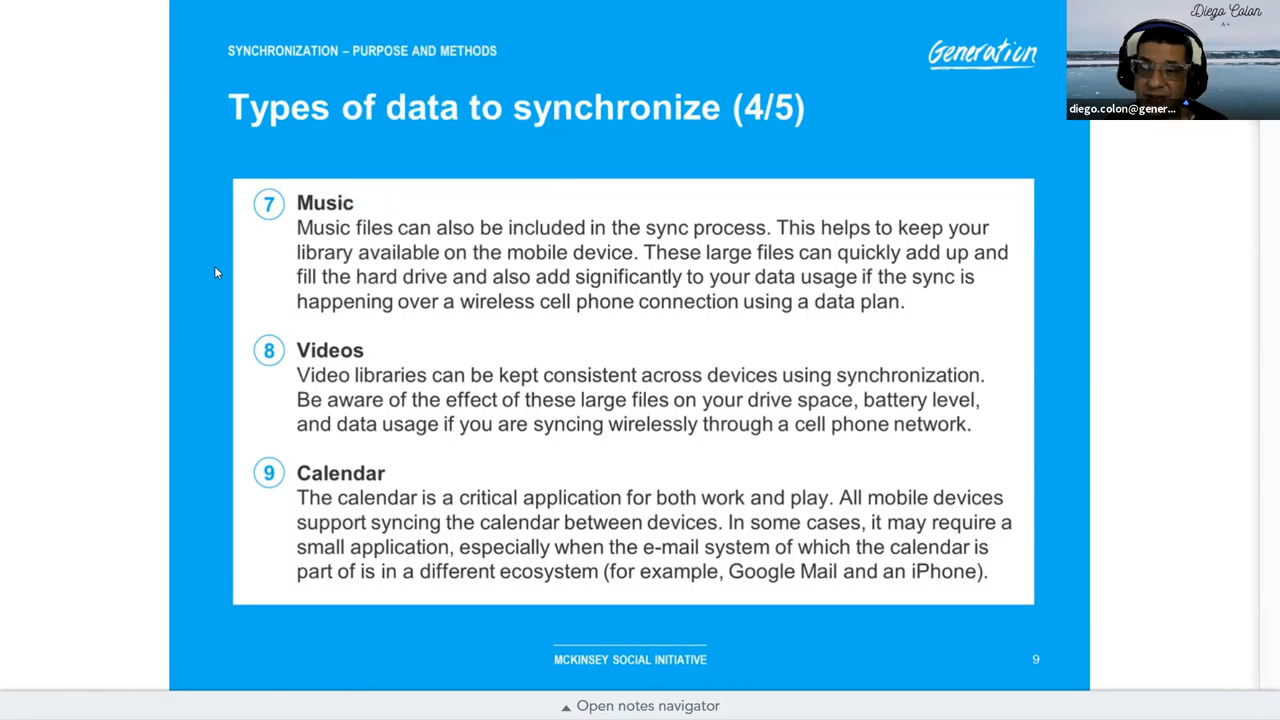 SYNCHRONIZATION – PURPOSE AND METHODS
Generation
Diego Colon
A+
diego.colon@gener...
Types of data to synchronize (4/5)
7 Music
Music files can also be included in the sync process. This helps to keep your
library available on the mobile device. These large files can quickly add up and
fill the hard drive and also add significantly to your data usage if the sync is
happening over a wireless cell phone connection using a data plan.
8 Videos
Video libraries can be kept consistent across devices using synchronization.
Be aware of the effect of these large files on your drive space, battery level,
and data usage if you are syncing wirelessly through a cell phone network.
9 Calendar
The calendar is a critical application for both work and play. All mobile devices
support syncing the calendar between devices. In some cases, it may require a
small application, especially when the e-mail system of which the calendar is
part of is in a different ecosystem (for example, Google Mail and an iPhone).
MCKINSEY SOCIAL INITIATIVE
9
Open notes navigator